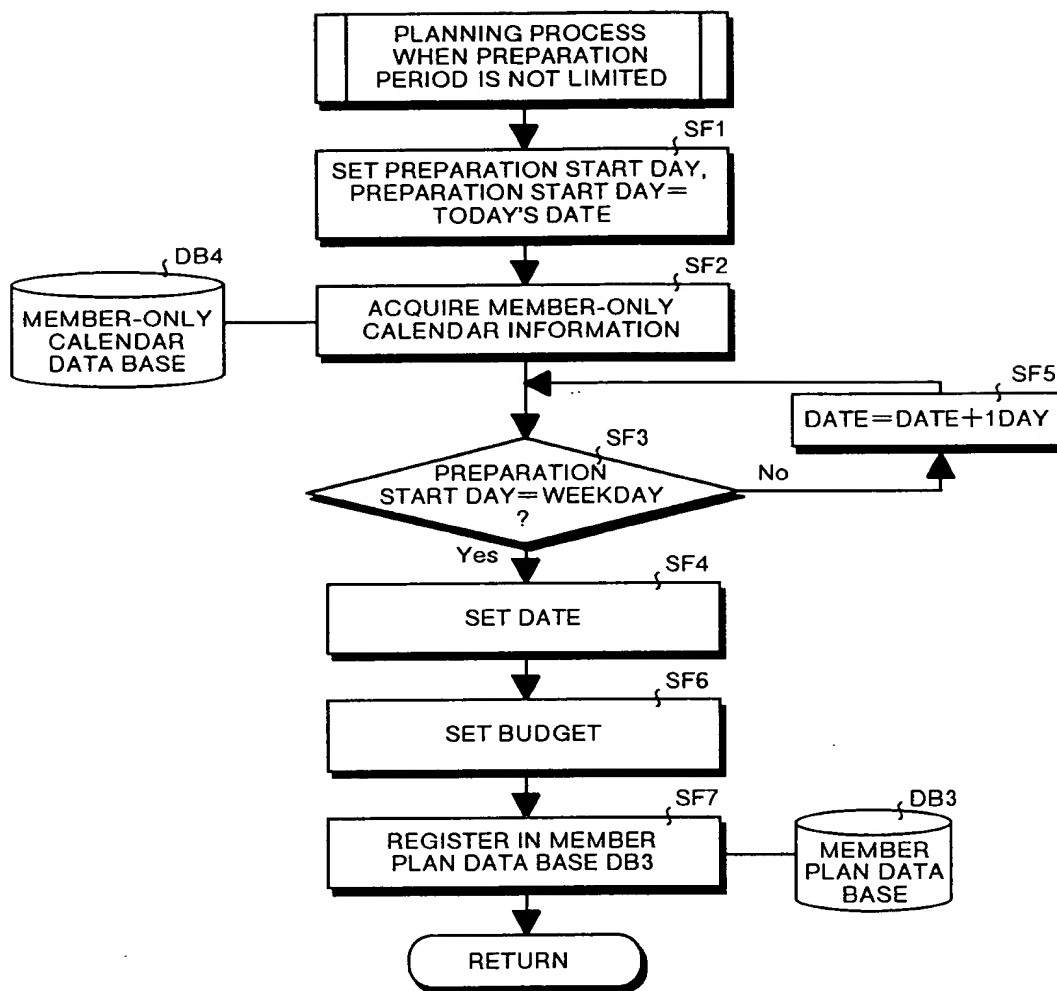 PLANNING PROCESS
WHEN PREPARATION
PERIOD IS NOT LIMITED
SF1
SET PREPARATION START DAY,
PREPARATION START DAY=
TODAY'S DATE
DB4
MEMBER-ONLY
CALENDAR
DATA BASE
SF2
ACQUIRE MEMBER-ONLY
CALENDAR INFORMATION
SF5
DATE=DATE+1DAY
SF3
PREPARATION
START DAY=WEEKDAY
?
No
Yes
SF4
SET DATE
SF6
SET BUDGET
SF7
REGISTER IN MEMBER
PLAN DATA BASE DB3
DB3
MEMBER
PLAN DATA
BASE
RETURN